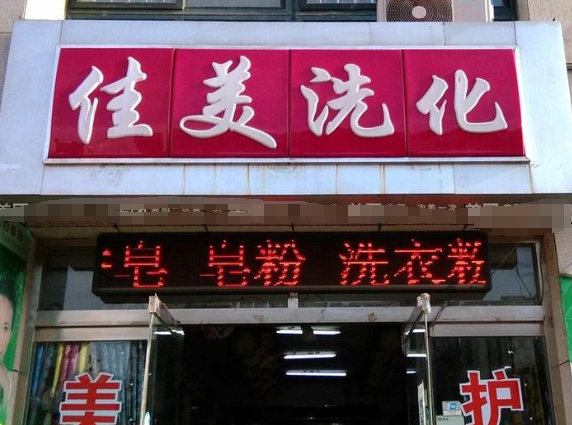 佳美洗化
皂 皂粉 洗衣粉
美
护